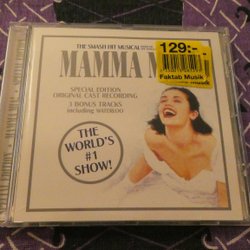 THE SMASH HIT MUSICAL
129:-
Faktab Musik
MAMMA M
SPECIAL EDITION
ORIGINAL CAST RECORDING
3 BONUS TRACKS
including WATERLOO
THE
WORLD'S
#1
SHOW!